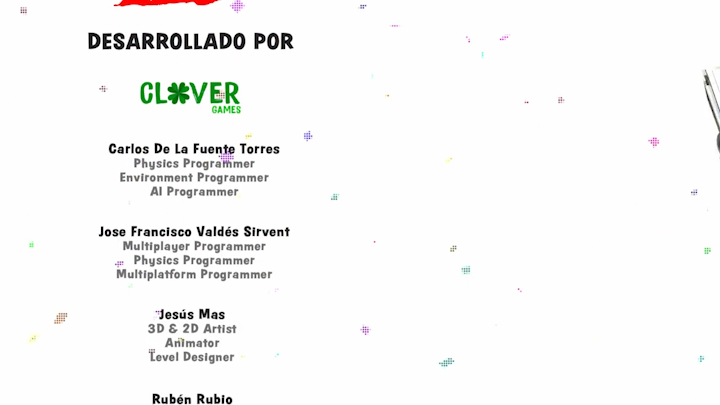 DESARROLLADO POR
CLOVER
GAMES
Carlos De La Fuente Torres
Physics Programmer
Environment Programmer
AI Programmer
Jose Francisco Valdés Sirvent
Multiplayer Programmer
Physics Programmer
Multiplatform Programmer
Jesús Mas
3D & 2D Artist
Animator
Level Designer
Rubén Rubio